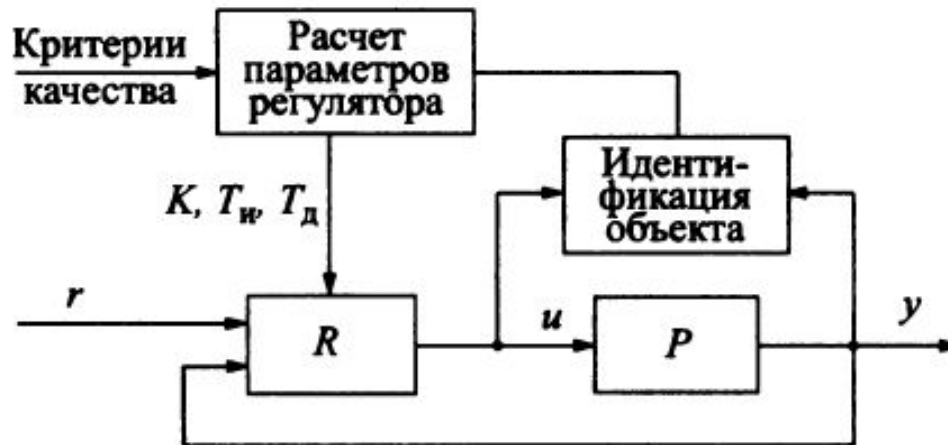 Критерии
качества
Расчет
параметров
регулятора
Иденти-
фикация
объекта
K, Tи, Tд
r
R
u
P
y